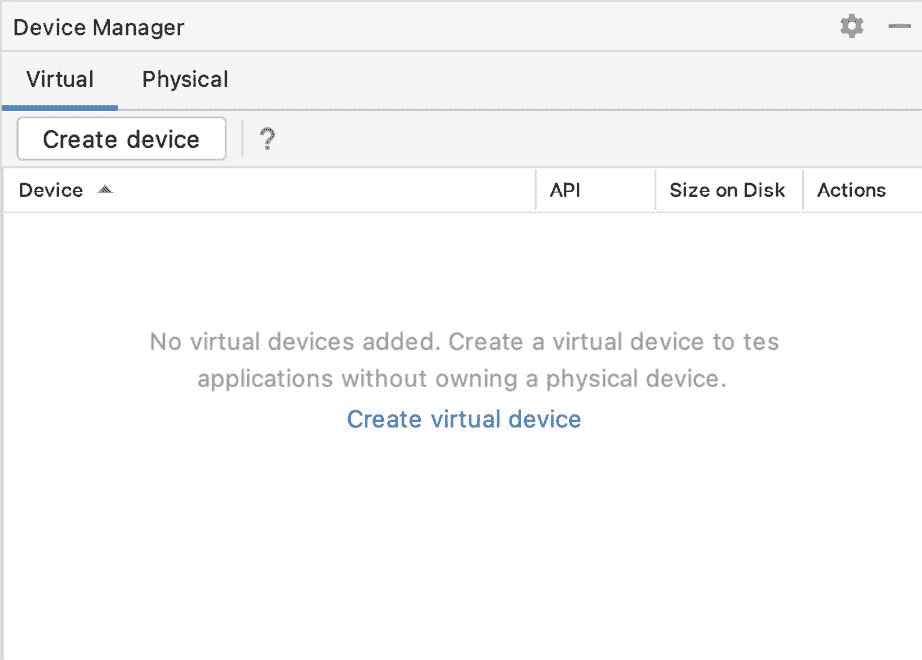 Device Manager
Virtual Physical
Create device ?
Device API Size on Disk Actions
No virtual devices added. Create a virtual device to tes
applications without owning a physical device.
Create virtual device